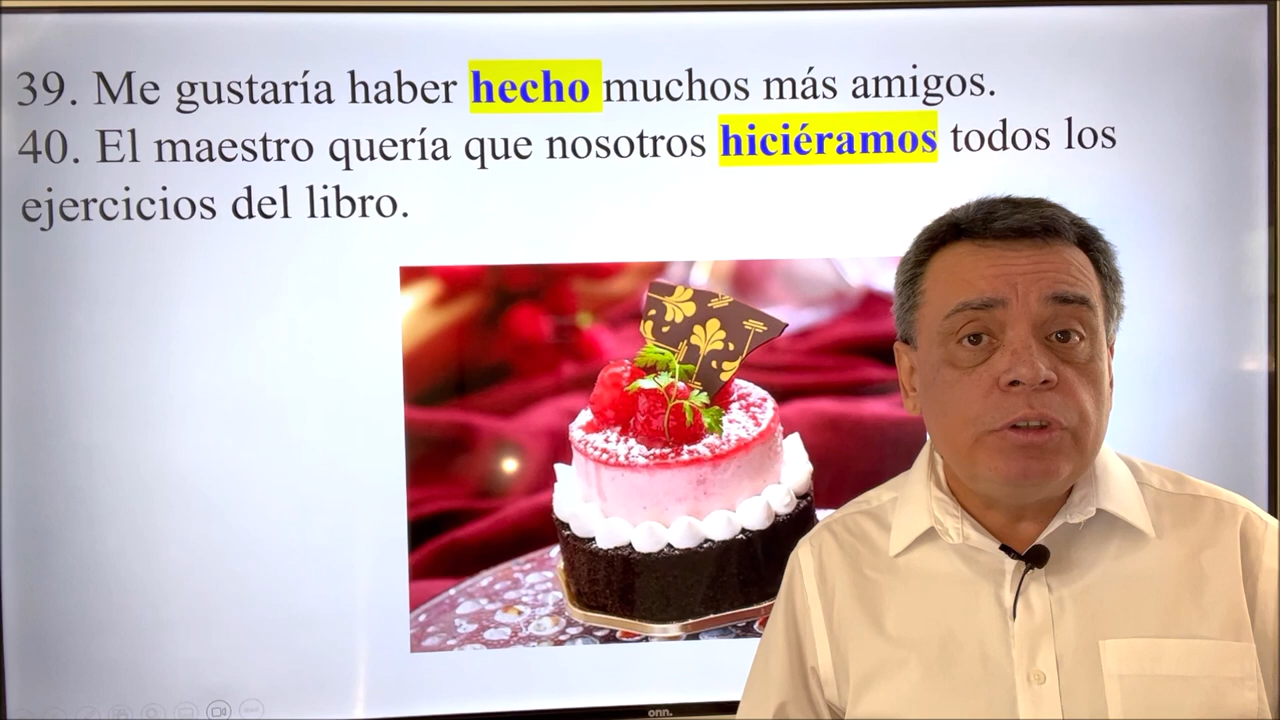 39. Me gustaría haber hecho muchos más amigos.
40. El maestro quería que nosotros hiciéramos todos los
ejercicios del libro.
onn.